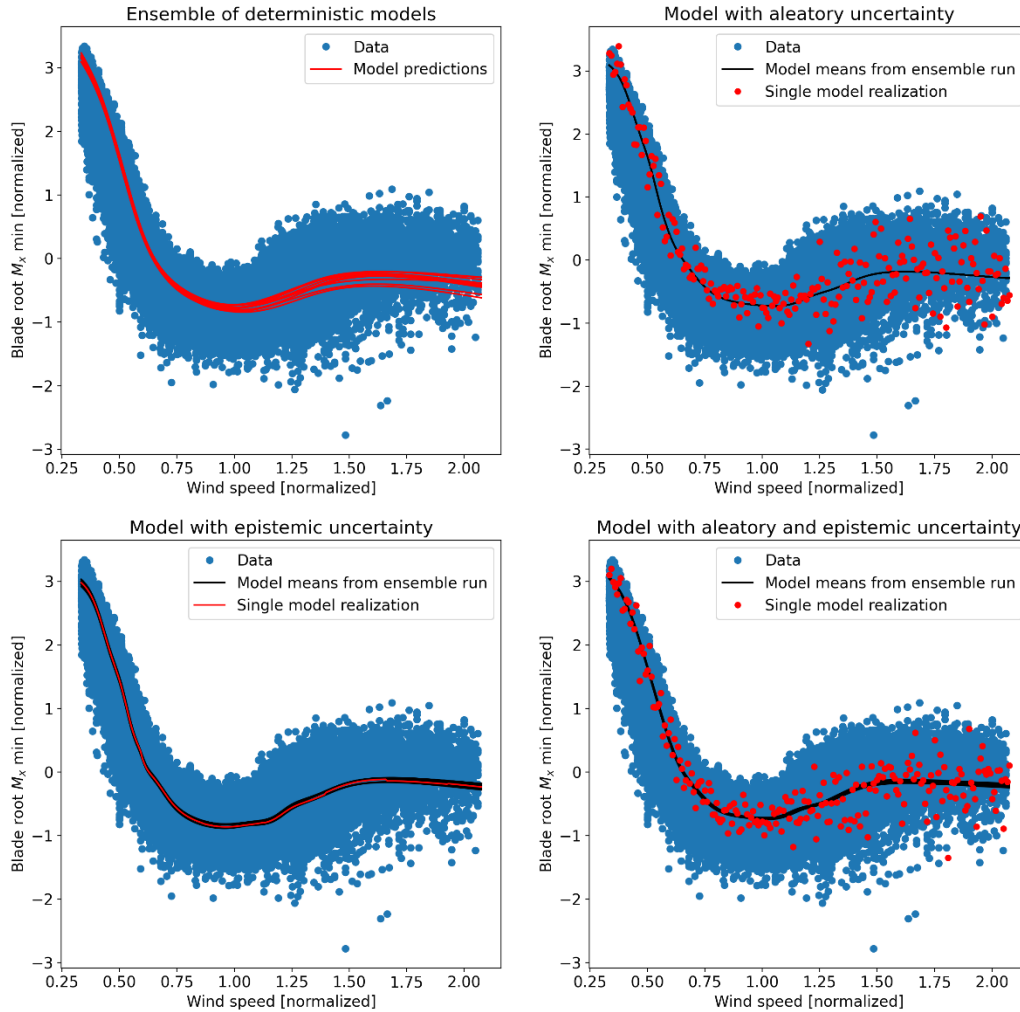 Ensemble of deterministic models
Data
Model predictions
3
2
1
0
−1
−2
−3
Blade root Mx min [normalized]
0.25 0.50 0.75 1.00 1.25 1.50 1.75 2.00
Wind speed [normalized]
Model with aleatory uncertainty
Data
Model means from ensemble run
Single model realization
3
2
1
0
−1
−2
−3
Blade root Mx min [normalized]
0.25 0.50 0.75 1.00 1.25 1.50 1.75 2.00
Wind speed [normalized]
Model with epistemic uncertainty
Data
Model means from ensemble run
Single model realization
3
2
1
0
−1
−2
−3
Blade root Mx min [normalized]
0.25 0.50 0.75 1.00 1.25 1.50 1.75 2.00
Wind speed [normalized]
Model with aleatory and epistemic uncertainty
Data
Model means from ensemble run
Single model realization
3
2
1
0
−1
−2
−3
Blade root Mx min [normalized]
0.25 0.50 0.75 1.00 1.25 1.50 1.75 2.00
Wind speed [normalized]